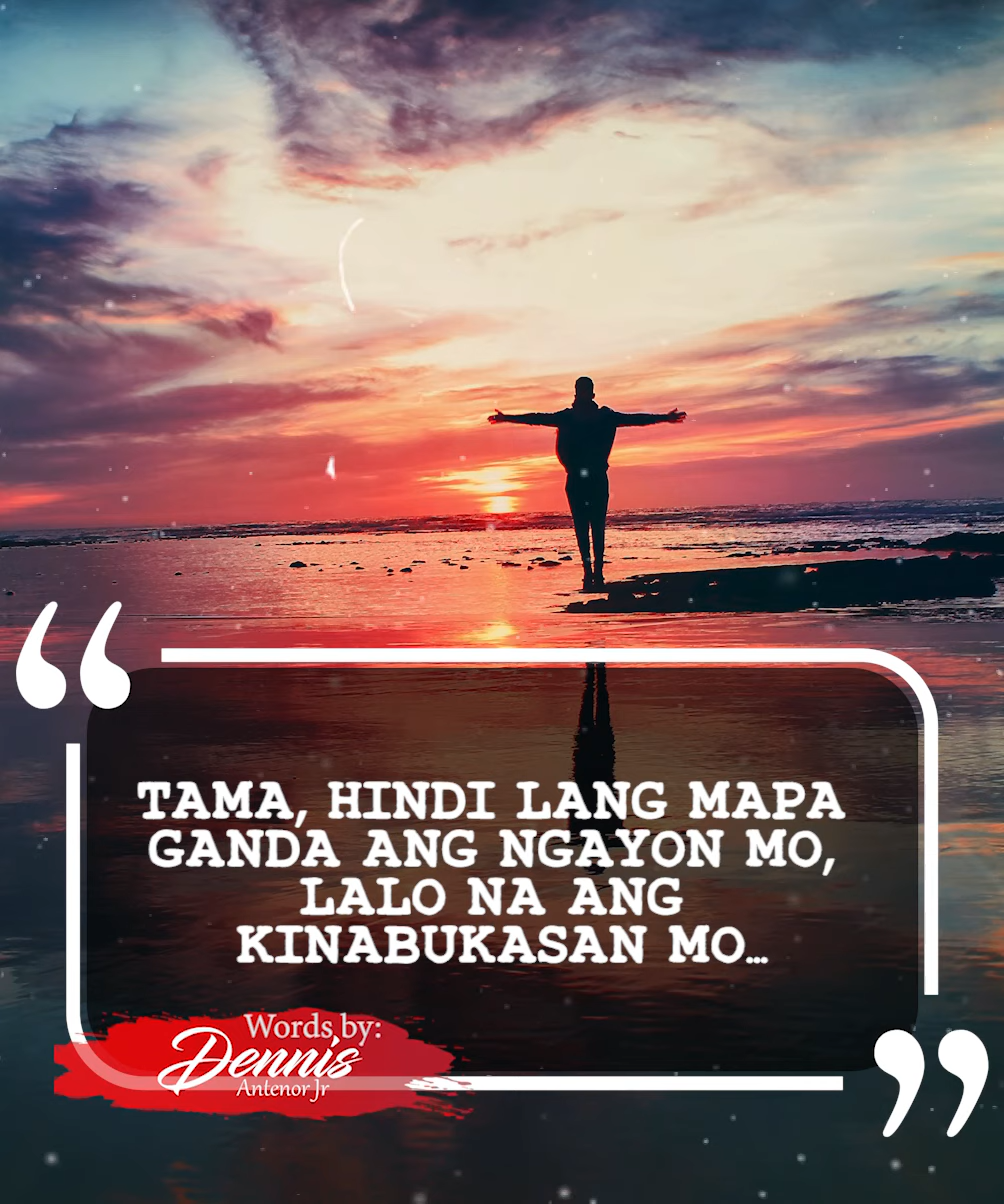 TAMA, HINDI LANG MAPA
GANDA ANG NGAYON MO,
LALO NA ANG
KINABUKASAN MO...
Words by:
Dennis
Antenor Jr